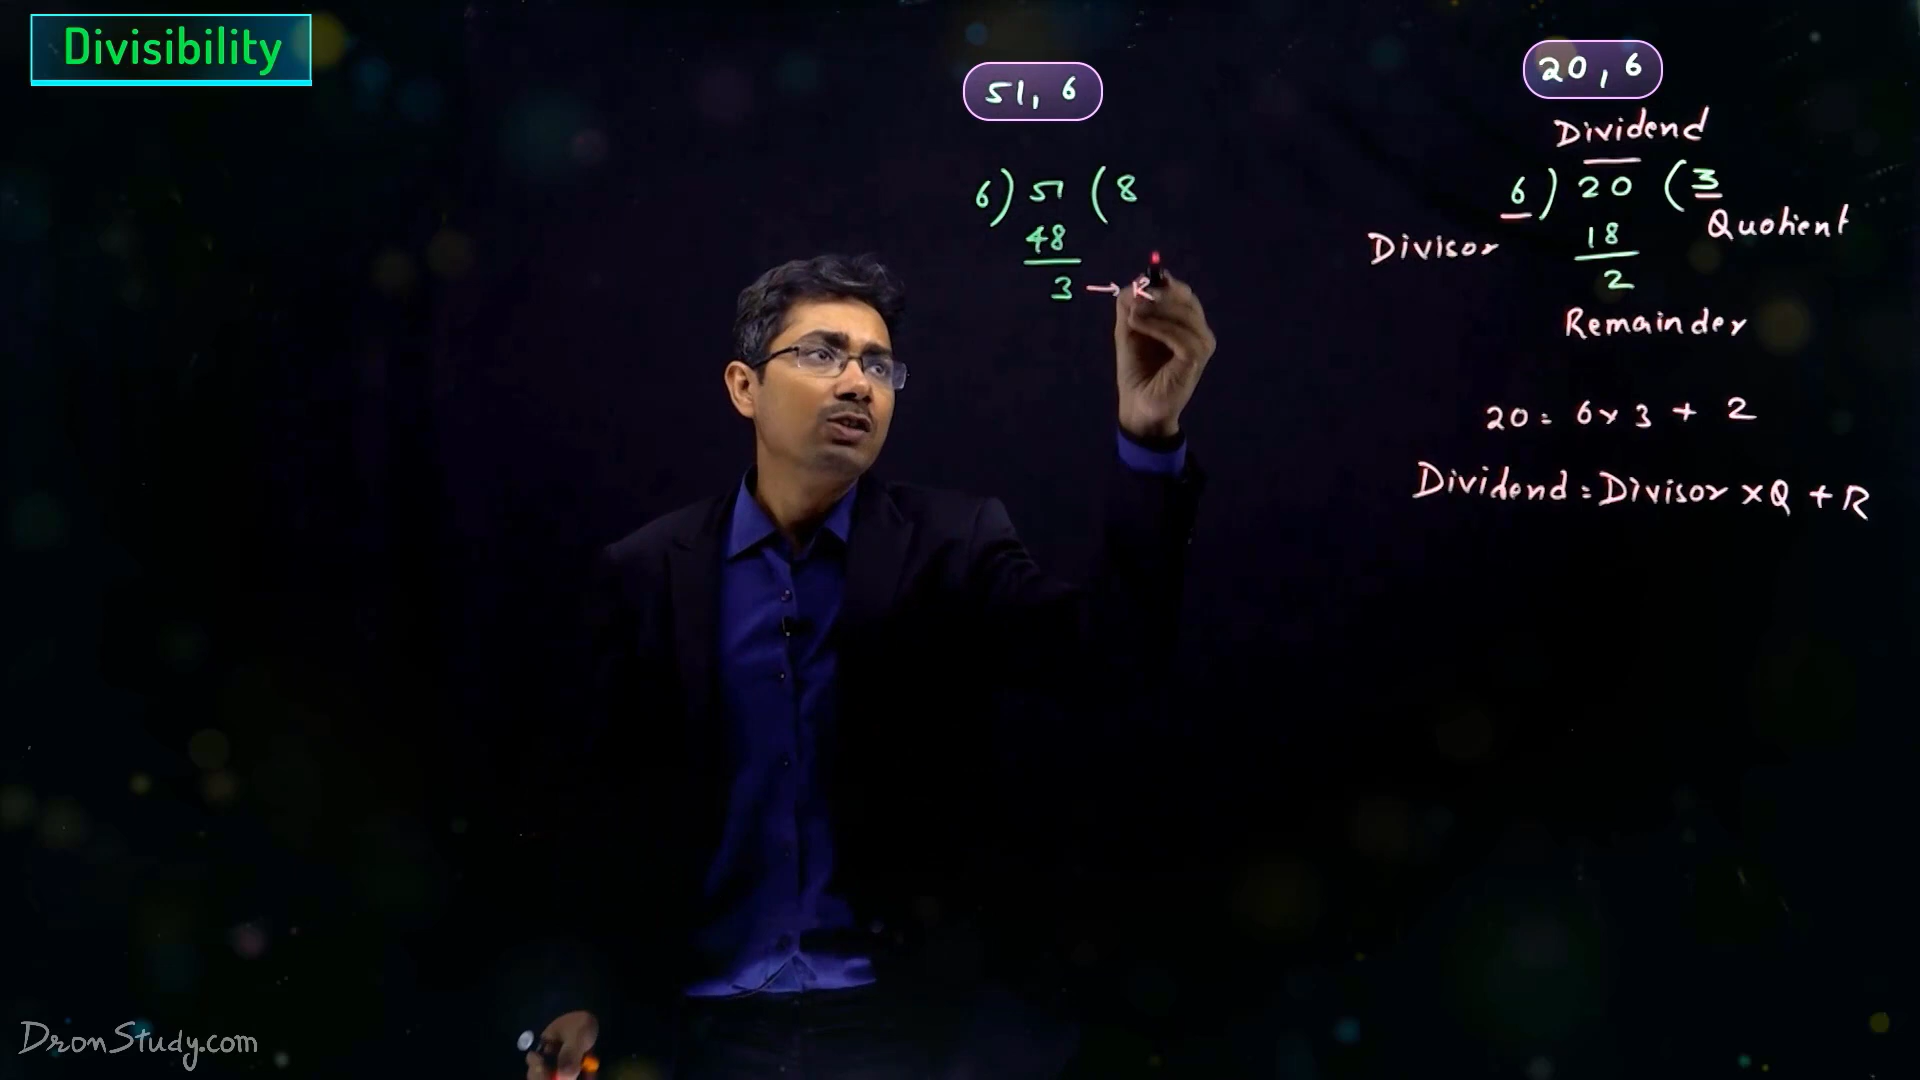 Divisibility
51, 6
6) 51 (8
48
3 → R
20, 6
Dividend
6) 20 (3
Quotient
Divisor
18
2
Remainder
20 = 6 x 3 + 2
Dividend = Divisor x Q + R
DronStudy.com